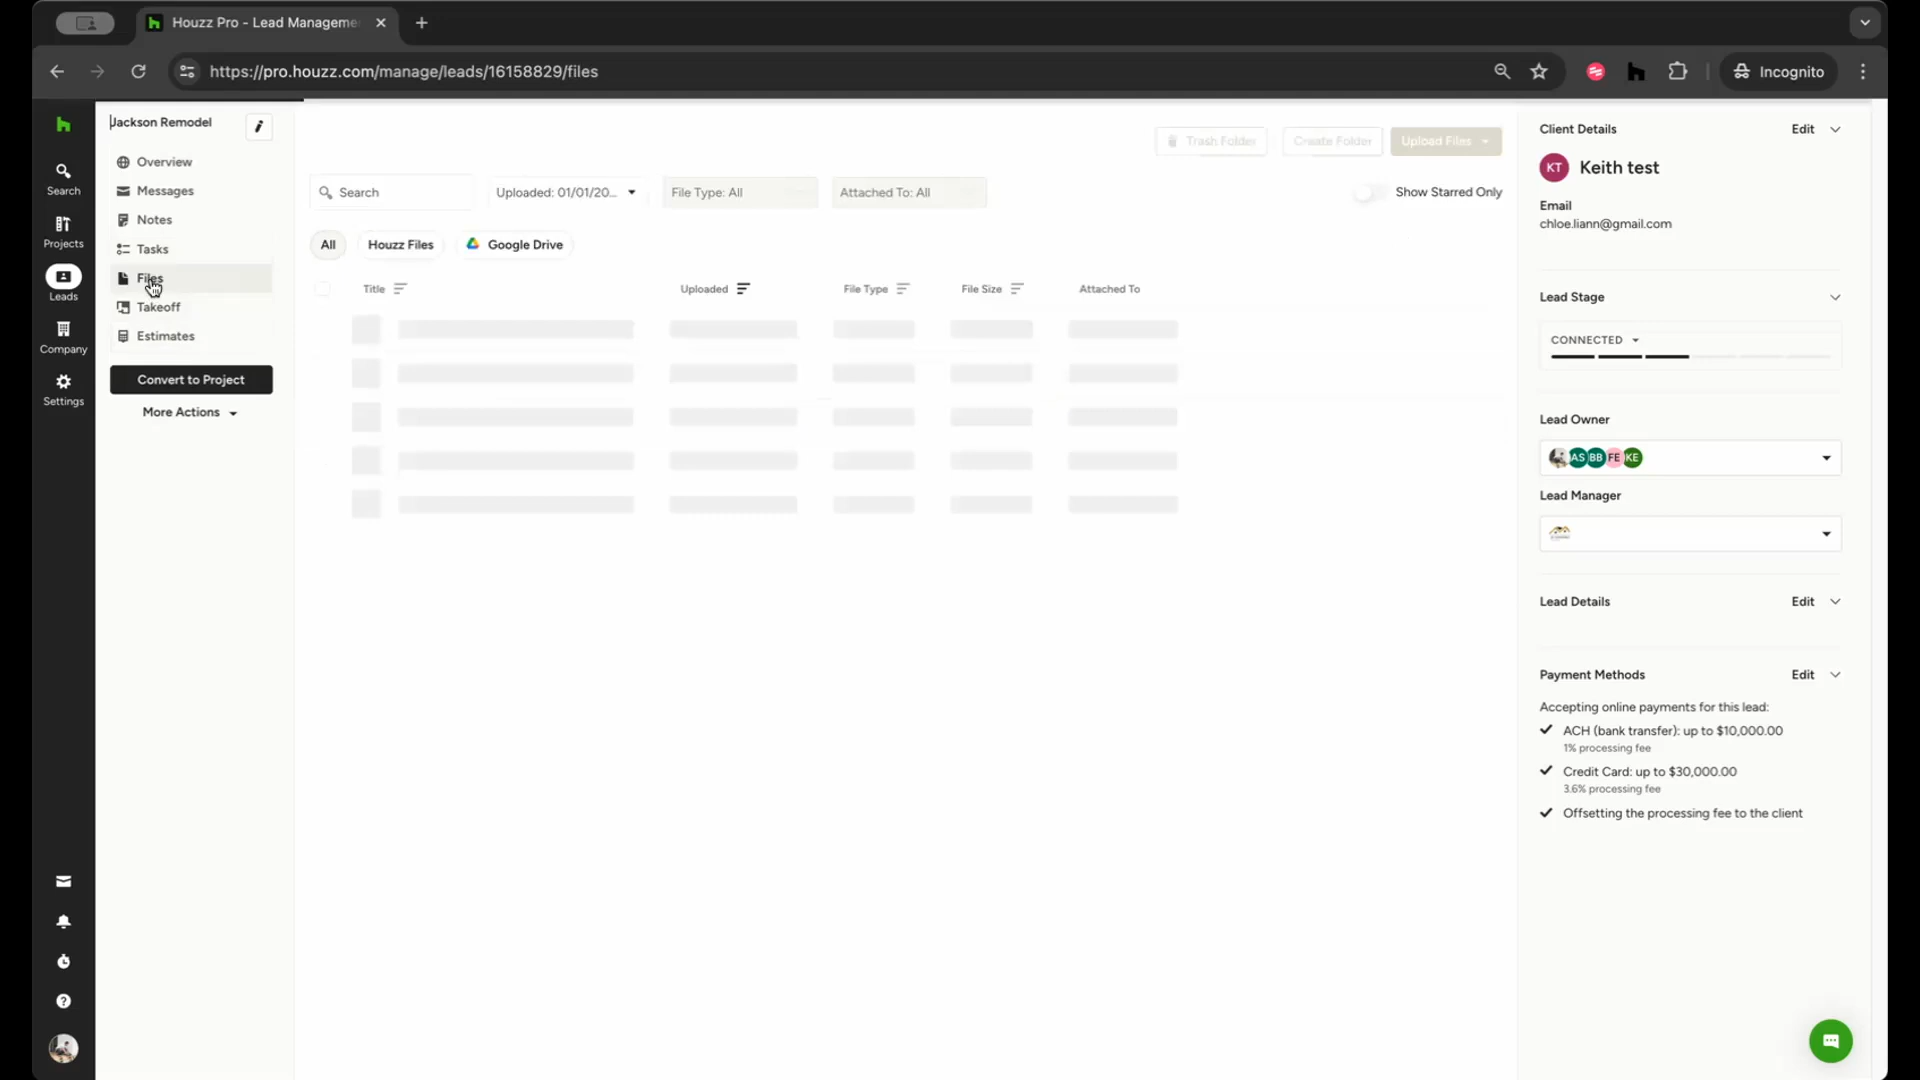 Houzz Pro - Lead Manageme
https://pro.houzz.com/manage/leads/16158829/files
Incognito
Search
Projects
Leads
Company
Settings
Jackson Remodel
Overview
Messages
Notes
Tasks
Files
Takeoff
Estimates
Convert to Project
More Actions
Trash Folder
Create Folder
Upload Files
Search
Uploaded: 01/01/20...
File Type: All
Attached To: All
Show Starred Only
All
Houzz Files
Google Drive
Title
Uploaded
File Type
File Size
Attached To
Client Details
Edit
KT
Keith test
Email
chloe.liann@gmail.com
Lead Stage
CONNECTED
Lead Owner
AS BB FE KE
Lead Manager
Lead Details
Edit
Payment Methods
Edit
Accepting online payments for this lead:
ACH (bank transfer): up to $10,000.00
1% processing fee
Credit Card: up to $30,000.00
3.6% processing fee
Offsetting the processing fee to the client